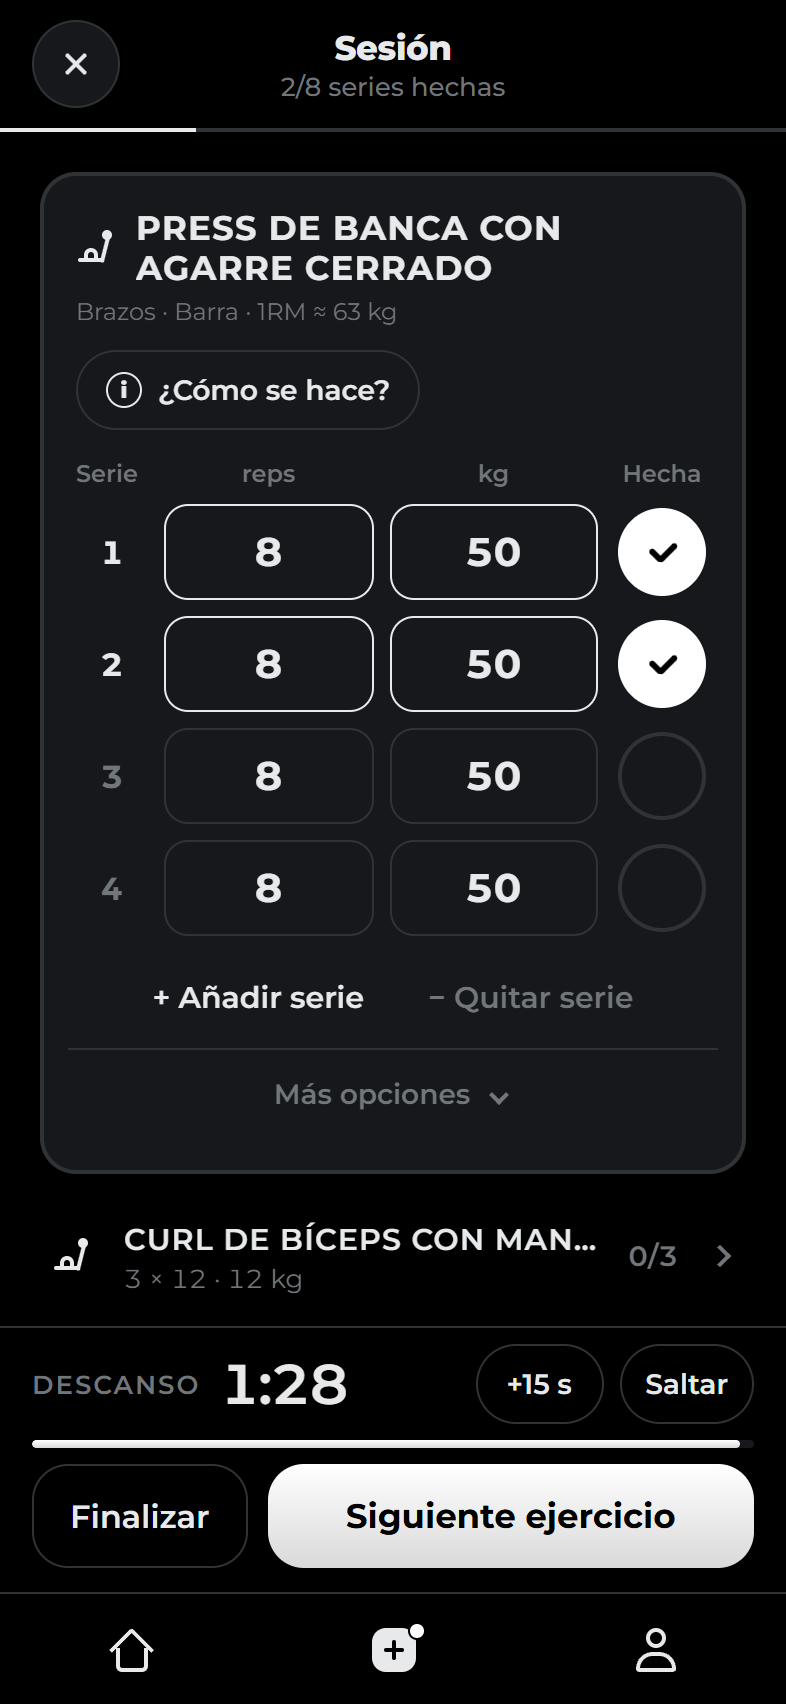 Sesión
2/8 series hechas
PRESS DE BANCA CON
AGARRE CERRADO
Brazos · Barra · 1RM ≈ 63 kg
¿Cómo se hace?
Serie reps kg Hecha
1 8 50
2 8 50
3 8 50
4 8 50
+ Añadir serie − Quitar serie
Más opciones
CURL DE BÍCEPS CON MAN... 0/3
3 × 12 · 12 kg
DESCANSO 1:28 +15 s Saltar
Finalizar Siguiente ejercicio